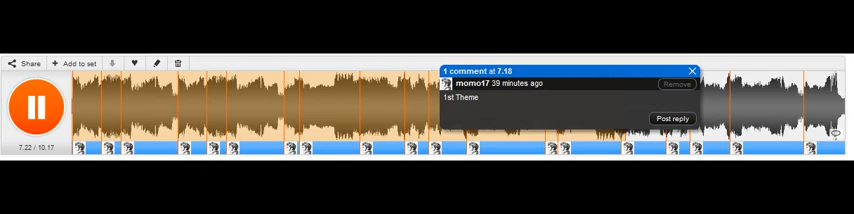 Share + Add to set
1 comment at 7.18
momo17 39 minutes ago Remove
1st Theme
Post reply
7.22 / 10.17